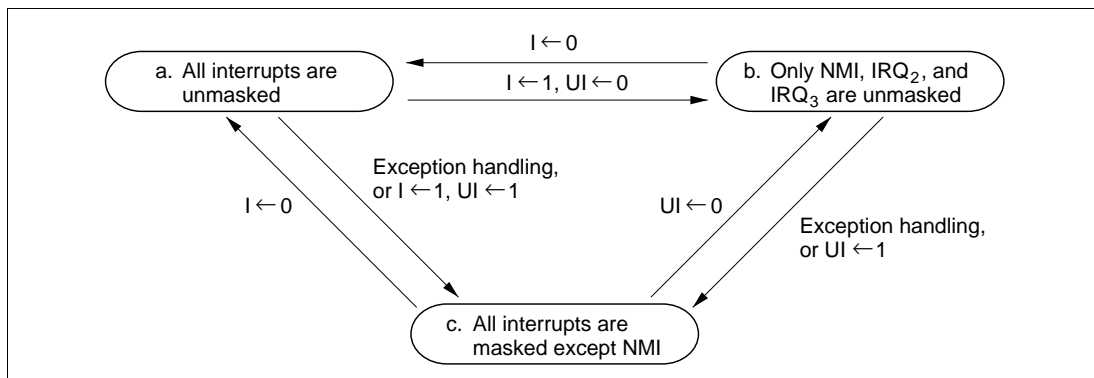 I ← 0
a. All interrupts are
unmasked
I ← 1, UI ← 0
b. Only NMI, IRQ₂, and
IRQ₃ are unmasked
Exception handling,
or I ← 1, UI ← 1
I ← 0
UI ← 0
Exception handling,
or UI ← 1
c. All interrupts are
masked except NMI